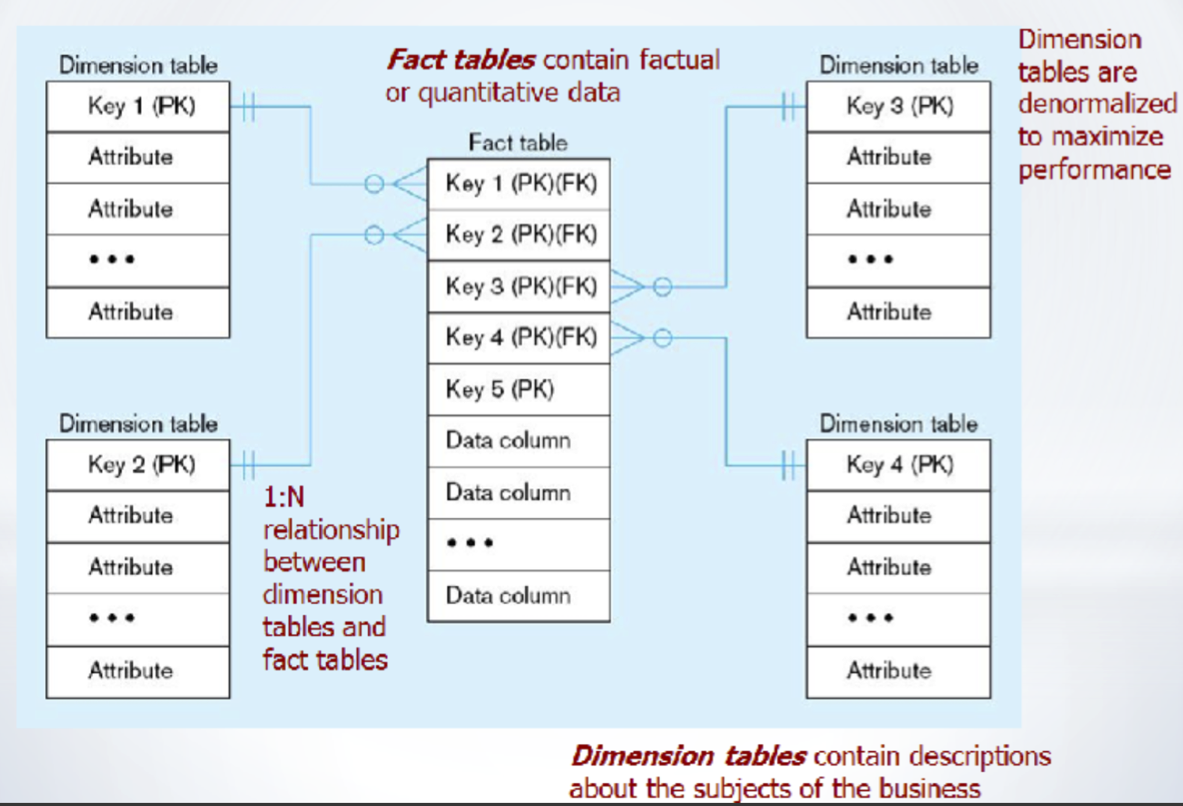 Dimension table
Key 1 (PK)
Attribute
Attribute
•••
Attribute
Dimension table
Key 2 (PK)
Attribute
Attribute
•••
Attribute
1:N
relationship
between
dimension
tables and
fact tables
Fact tables contain factual
or quantitative data
Fact table
Key 1 (PK)(FK)
Key 2 (PK)(FK)
Key 3 (PK)(FK)
Key 4 (PK)(FK)
Key 5 (PK)
Data column
Data column
•••
Data column
Dimension table
Key 3 (PK)
Attribute
Attribute
•••
Attribute
Dimension table
Key 4 (PK)
Attribute
Attribute
•••
Attribute
Dimension
tables are
denormalized
to maximize
performance
Dimension tables contain descriptions
about the subjects of the business